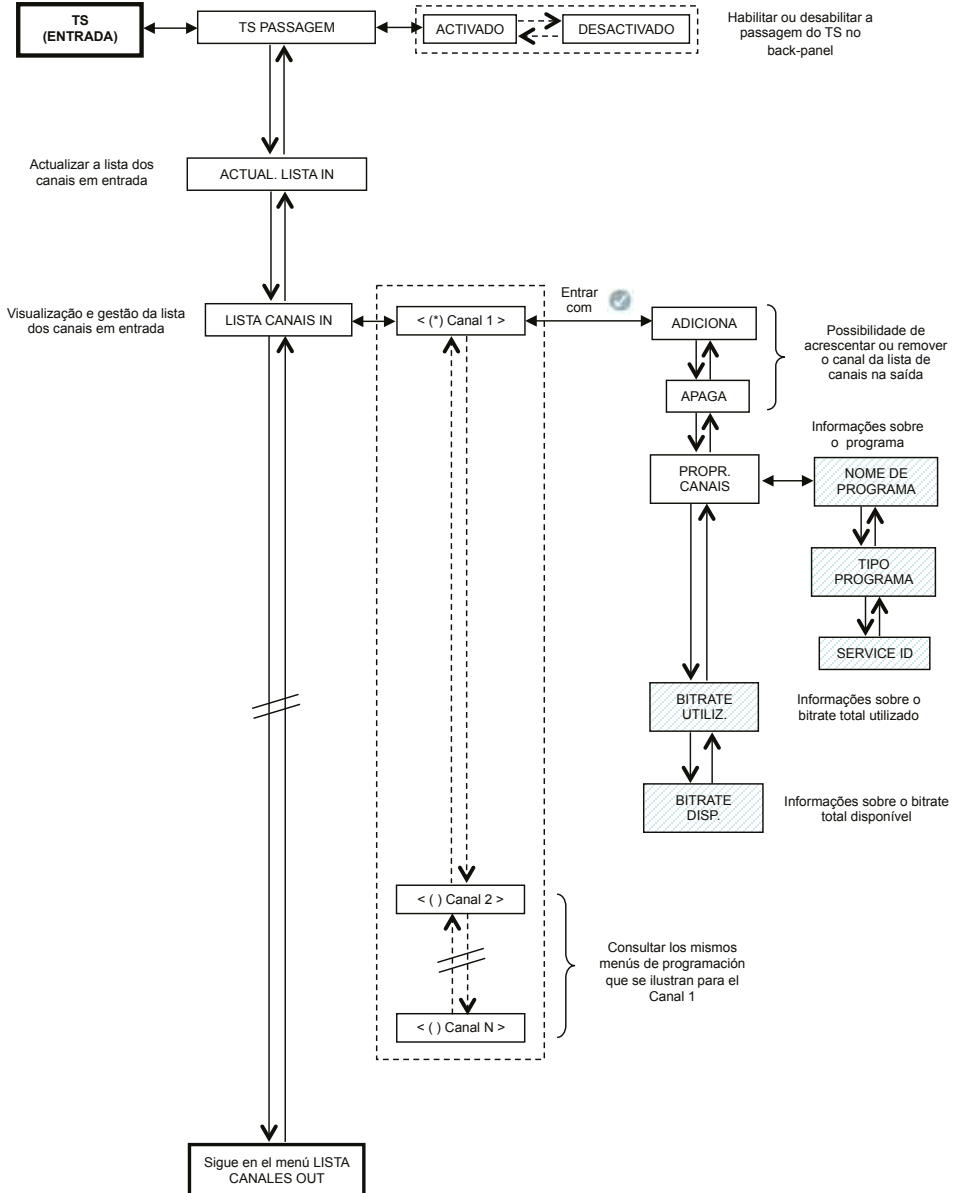 TS
(ENTRADA)
TS PASSAGEM
ACTIVADO
DESACTIVADO
Habilitar ou desabilitar a
passagem do TS no
back-panel
Actualizar a lista dos
canais em entrada
ACTUAL. LISTA IN
Visualização e gestão da lista
dos canais em entrada
LISTA CANAIS IN
< (*) Canal 1 >
Entrar
com
ADICIONA
APAGA
Possibilidade de
acrescentar ou remover
o canal da lista de
canais na saída
PROPR.
CANAIS
Informações sobre
o programa
NOME DE
PROGRAMA
TIPO
PROGRAMA
SERVICE ID
BITRATE
UTILIZ.
Informações sobre o
bitrate total utilizado
BITRATE
DISP.
Informações sobre o bitrate
total disponível
< ( ) Canal 2 >
< ( ) Canal N >
Consultar los mismos
menús de programación
que se ilustran para el
Canal 1
Sigue en el menú LISTA
CANALES OUT